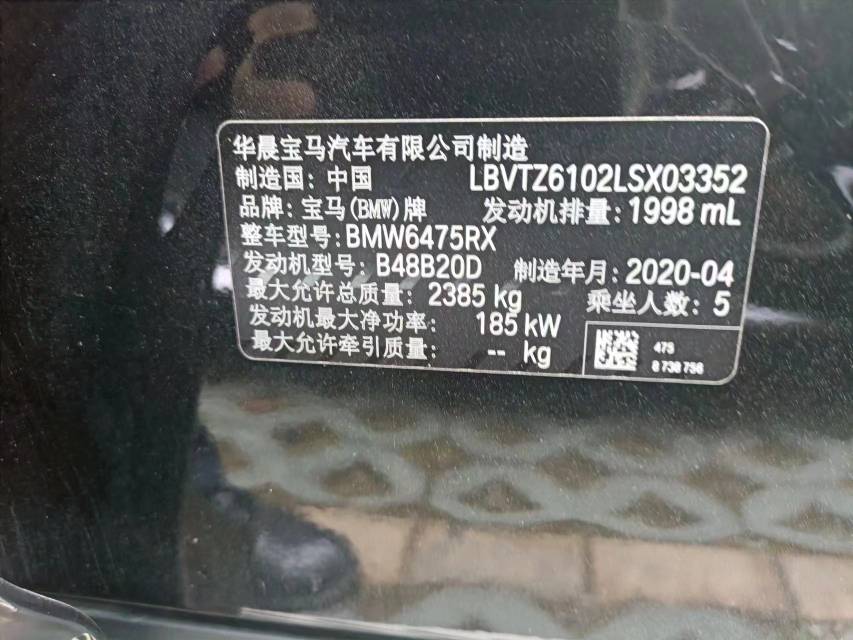 华晨宝马汽车有限公司制造
制造国：中国 LBVTZ6102LSX03352
品牌：宝马(BMW)牌 发动机排量：1998 mL
整车型号：BMW6475RX
发动机型号：B48B20D 制造年月：2020-04
最大允许总质量：2385 kg 乘坐人数：5
发动机最大净功率：185 kW
最大允许牵引质量：-- kg
475
8 738 756